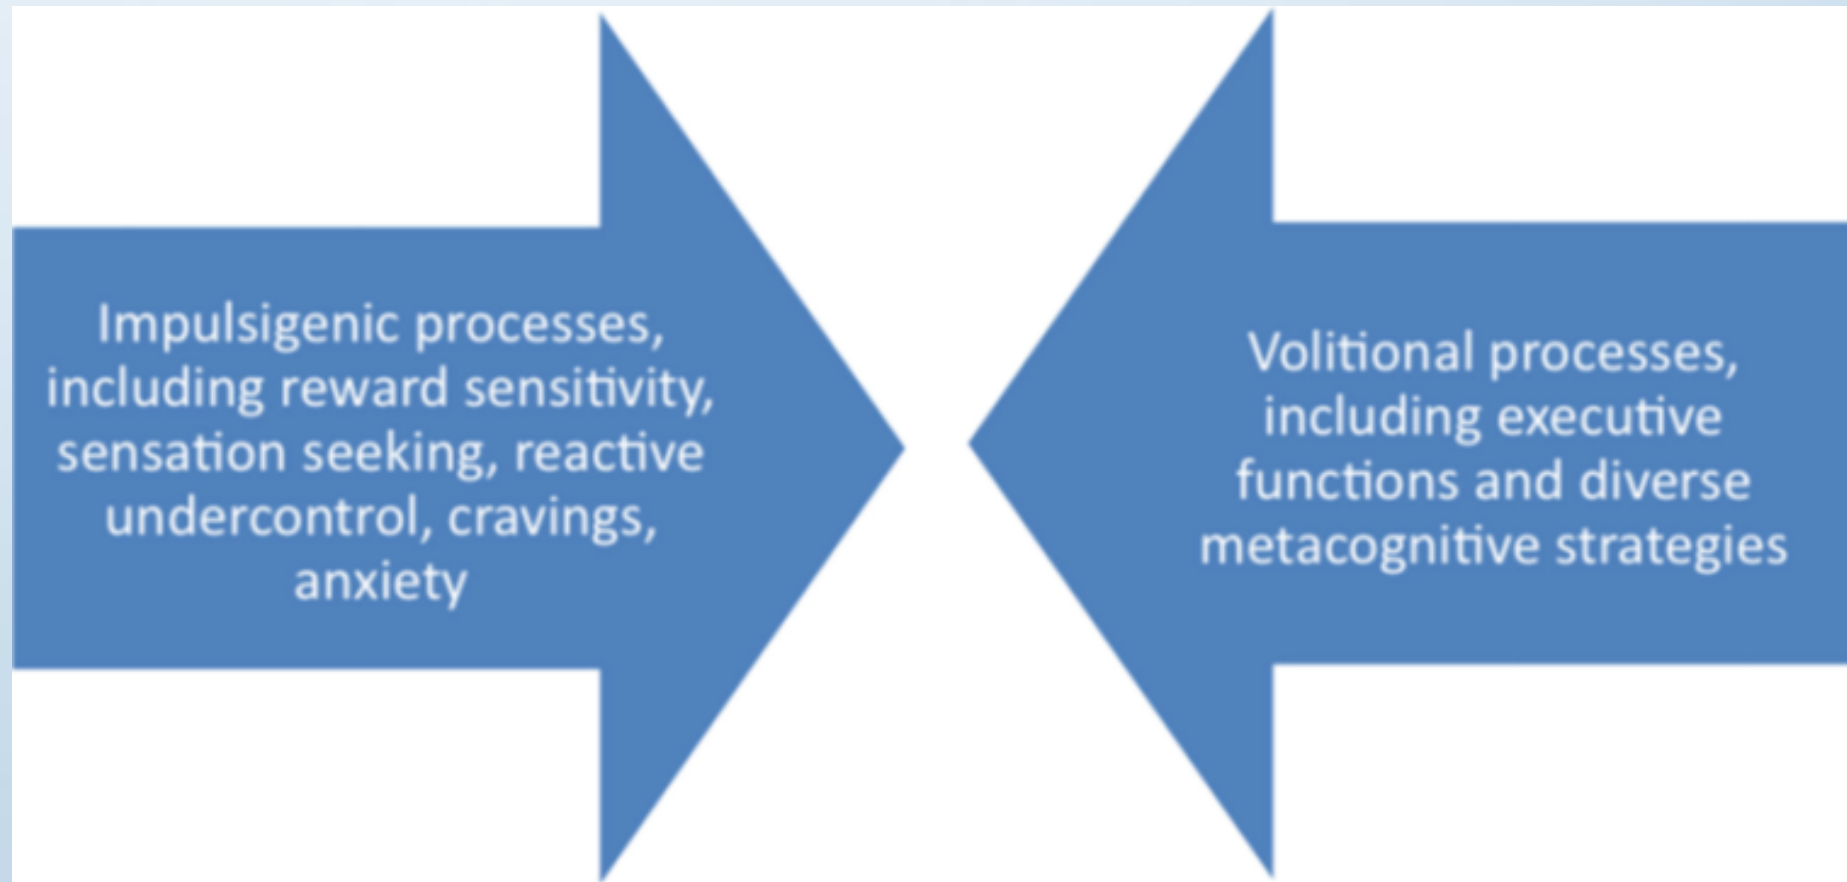 Impulsigenic processes,
including reward sensitivity,
sensation seeking, reactive
undercontrol, cravings,
anxiety
Volitional processes,
including executive
functions and diverse
metacognitive strategies